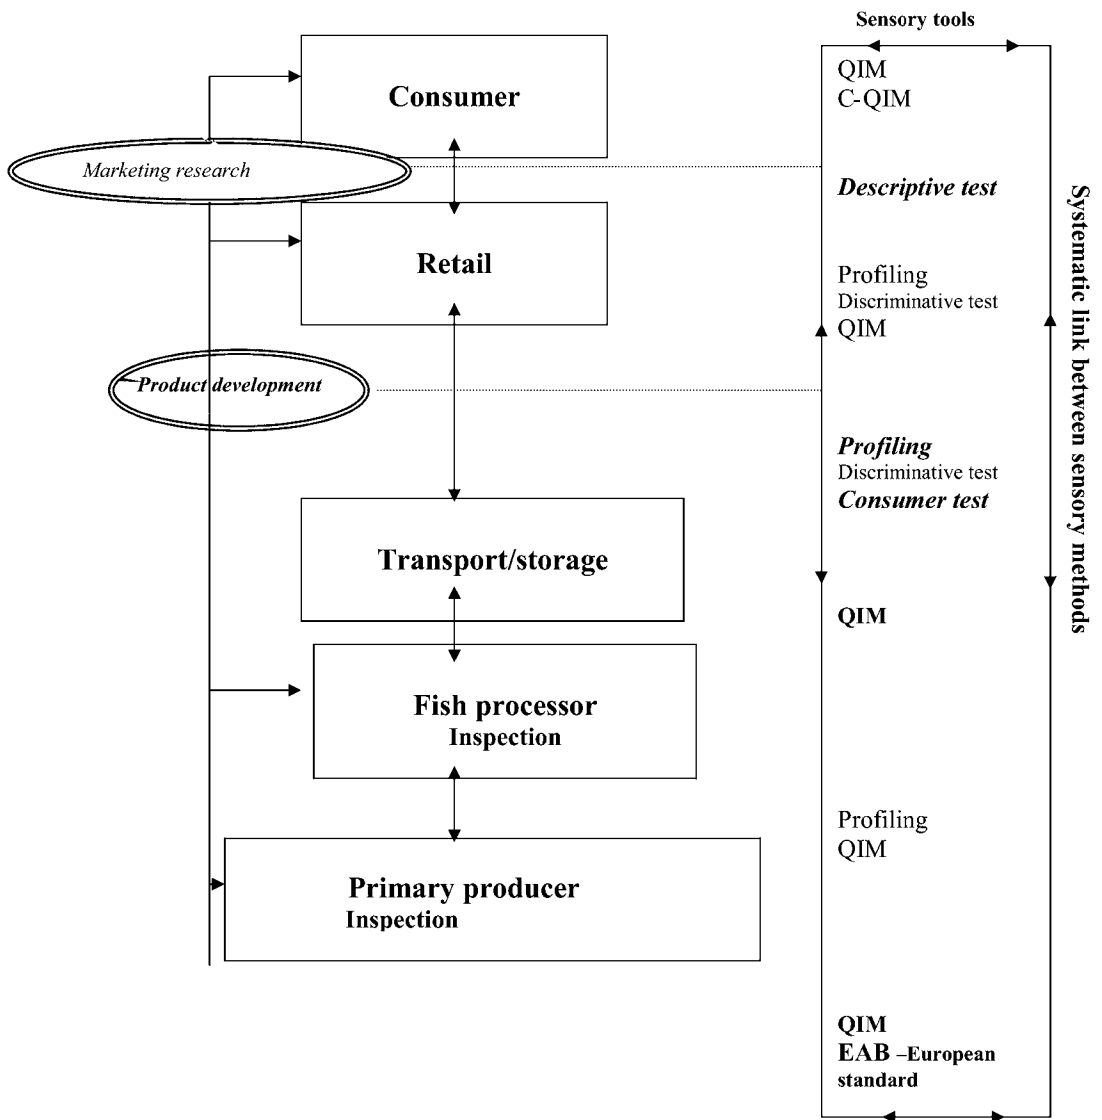 Sensory tools
QIM
C-QIM
Consumer
Marketing research
Descriptive test
Retail
Profiling
Discriminative test
QIM
Product development
Profiling
Discriminative test
Consumer test
Transport/storage
QIM
Fish processor
Inspection
Profiling
QIM
Primary producer
Inspection
QIM
EAB –European
standard
Systematic link between sensory methods